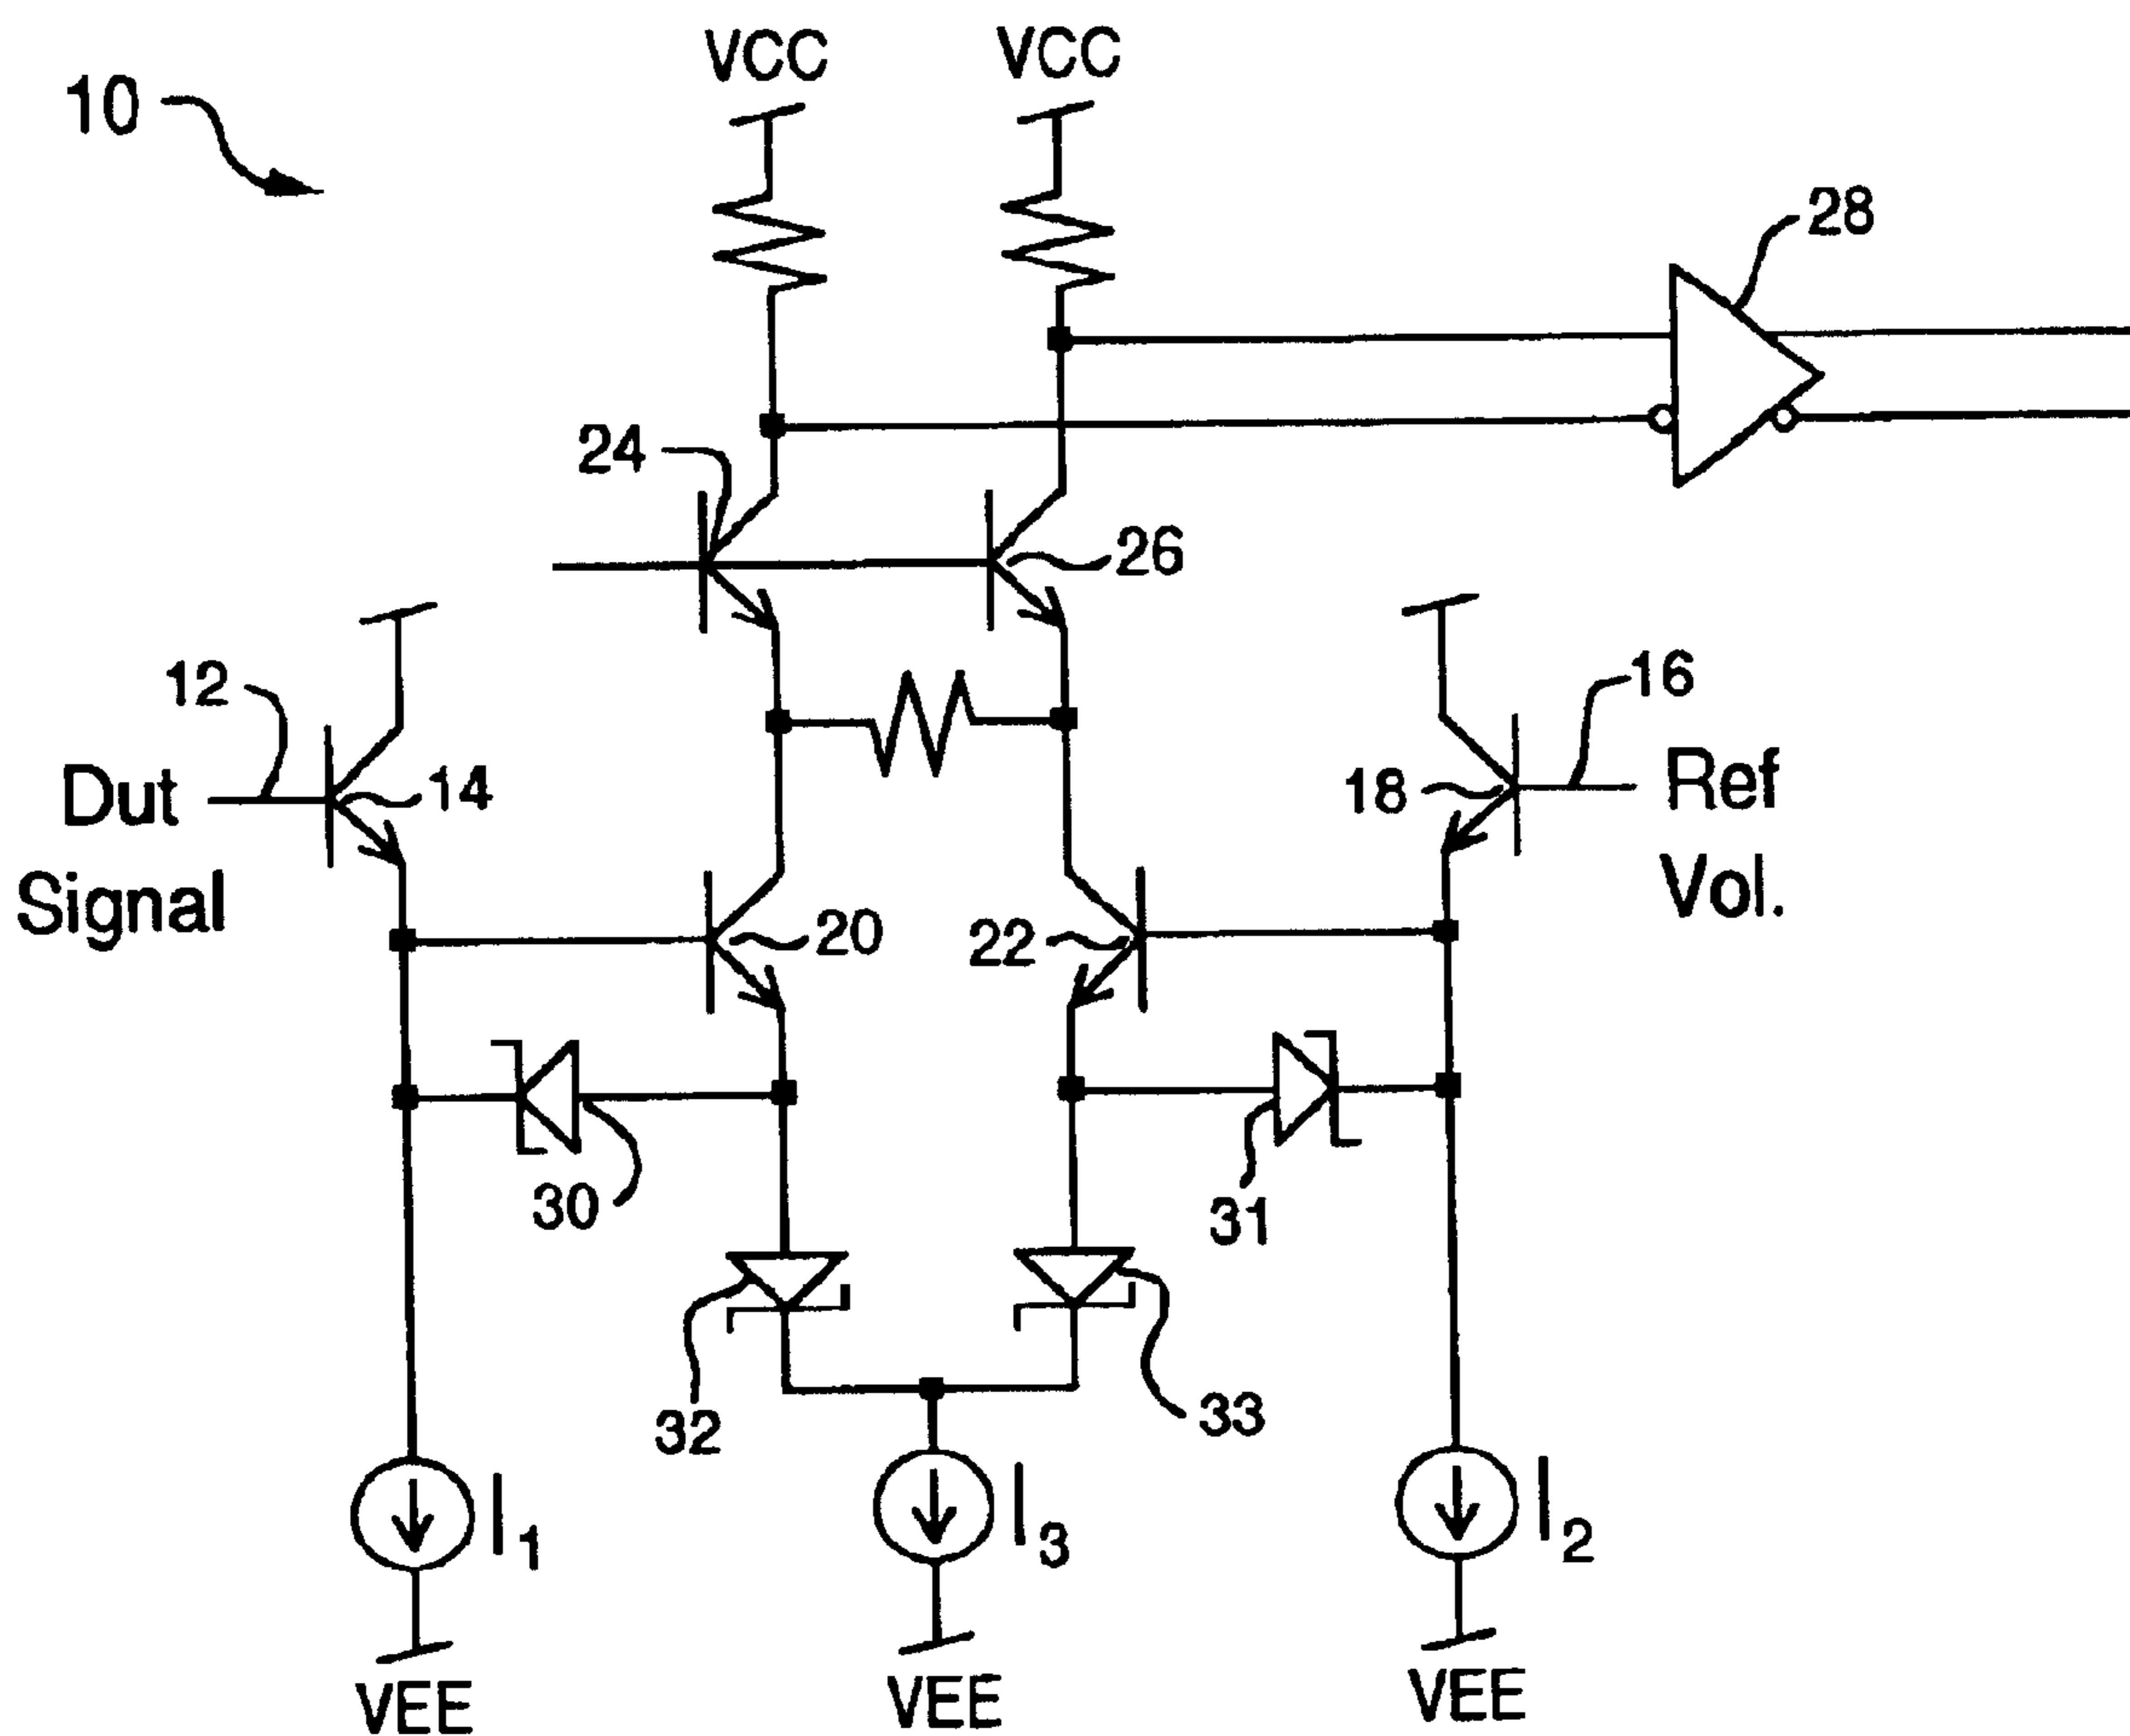 VCC
VCC
10
28
24
26
12
16
Dut
14
18
Ref
Signal
Vol.
20
22
30
31
32
33
I1
I3
I2
VEE
VEE
VEE